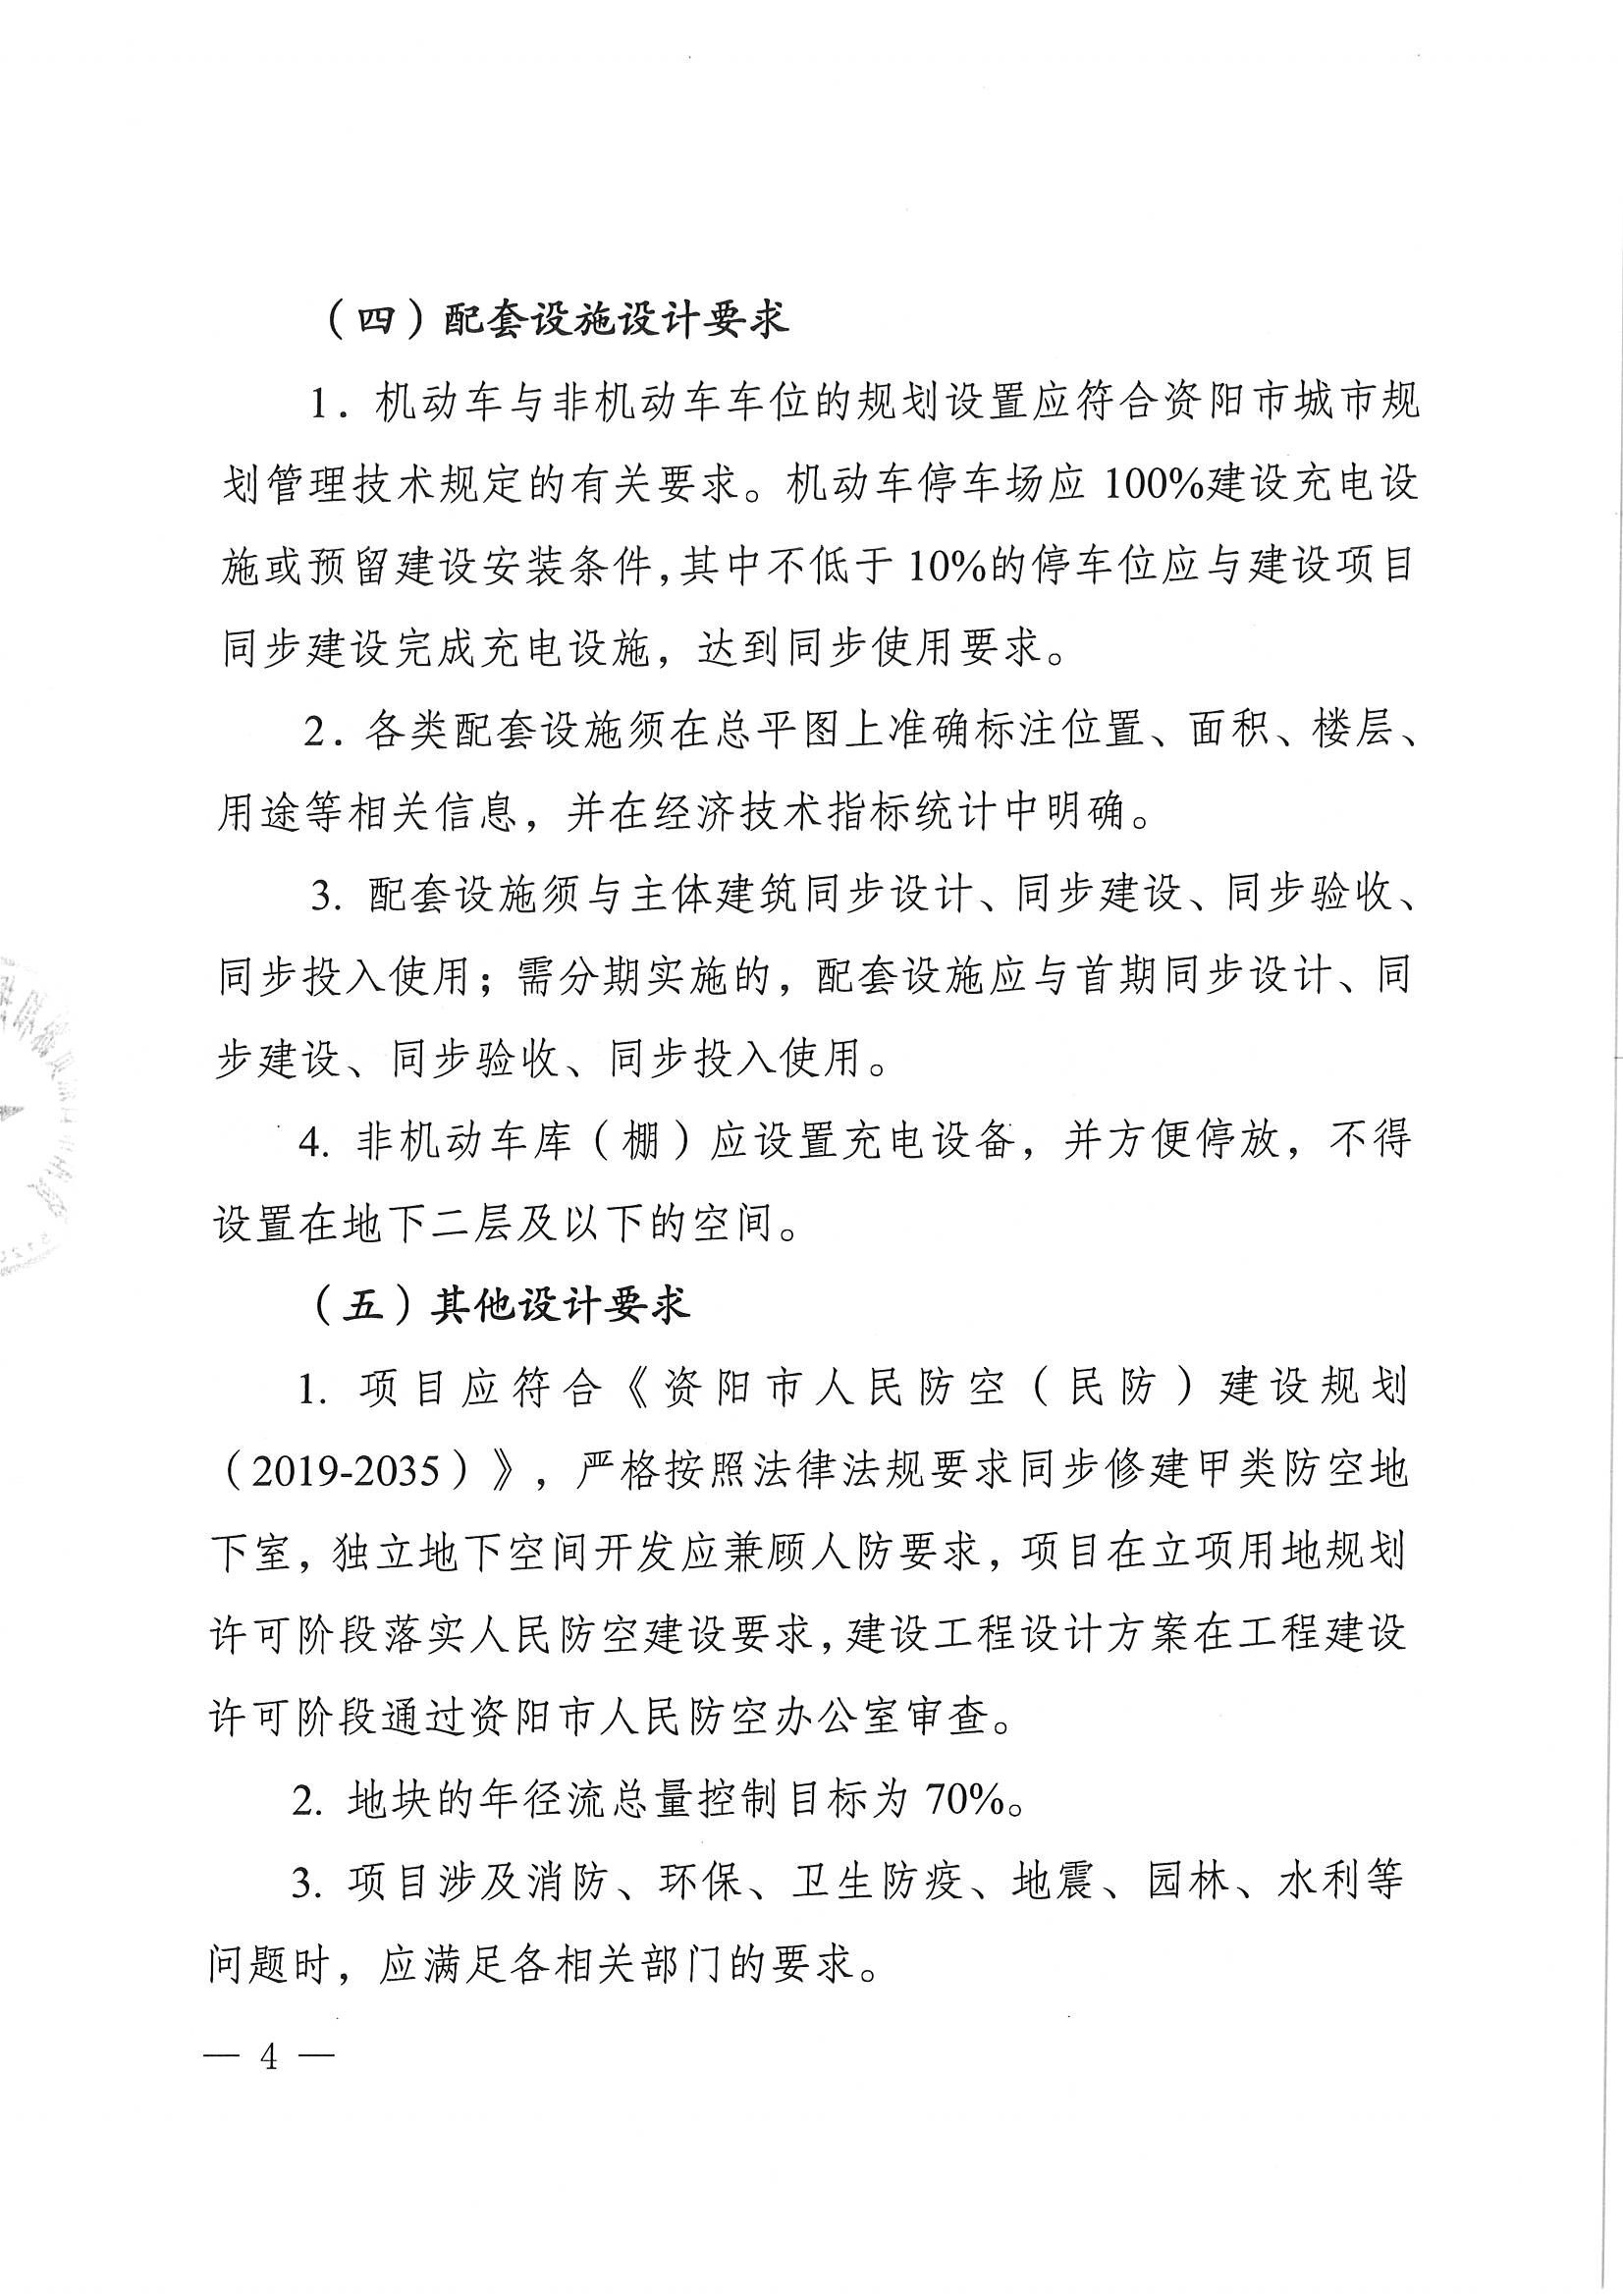 （四）配套设施设计要求
1. 机动车与非机动车车位的规划设置应符合资阳市城市规
划管理技术规定的有关要求。机动车停车场应 100%建设充电设
施或预留建设安装条件，其中不低于 10%的停车位应与建设项目
同步建设完成充电设施，达到同步使用要求。
2. 各类配套设施须在总平图上准确标注位置、面积、楼层、
用途等相关信息，并在经济技术指标统计中明确。
3. 配套设施须与主体建筑同步设计、同步建设、同步验收、
同步投入使用；需分期实施的，配套设施应与首期同步设计、同
步建设、同步验收、同步投入使用。
4. 非机动车库（棚）应设置充电设备，并方便停放，不得
设置在地下二层及以下的空间。
（五）其他设计要求
1. 项目应符合《资阳市人民防空（民防）建设规划
（2019-2035）》，严格按照法律法规要求同步修建甲类防空地
下室，独立地下空间开发应兼顾人防要求，项目在立项用地规划
许可阶段落实人民防空建设要求，建设工程设计方案在工程建设
许可阶段通过资阳市人民防空办公室审查。
2. 地块的年径流总量控制目标为 70%。
3. 项目涉及消防、环保、卫生防疫、地震、园林、水利等
问题时，应满足各相关部门的要求。
— 4 —